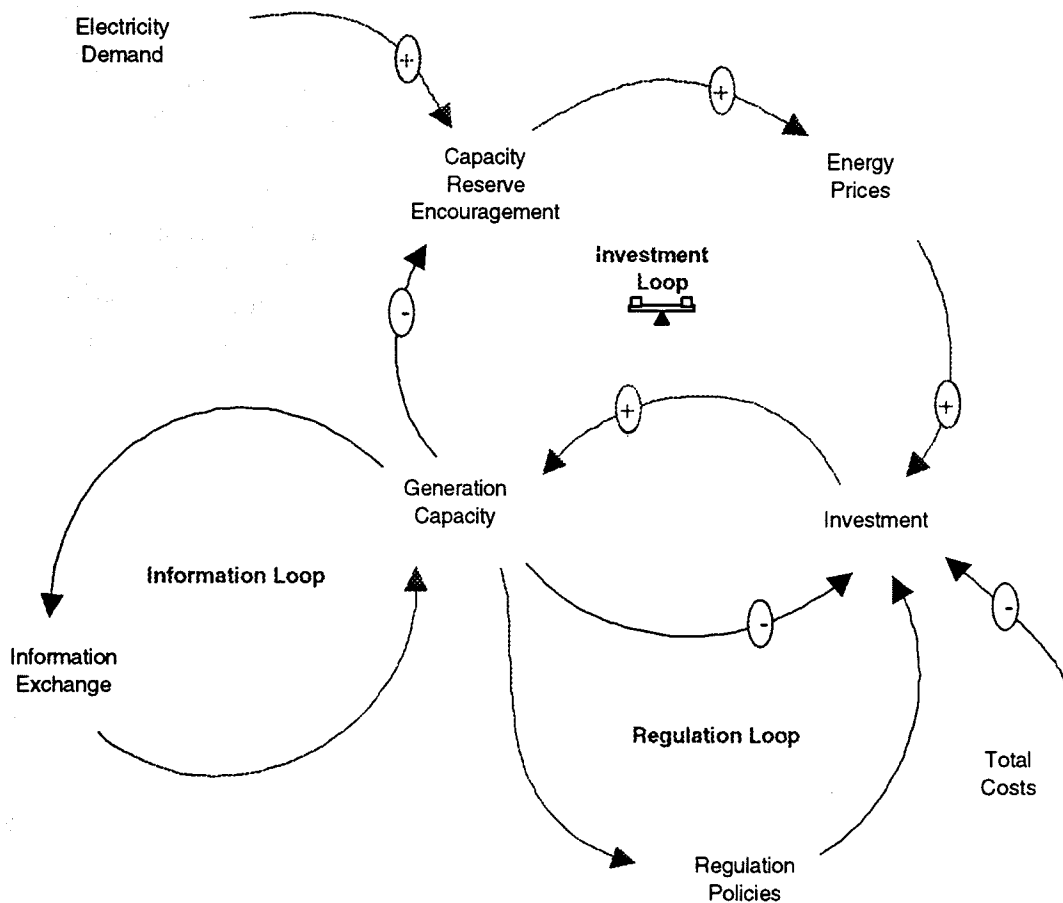 Electricity
Demand
+
+
Capacity
Reserve
Encouragement
Energy
Prices
Investment
Loop
-
+
+
Generation
Capacity
Investment
Information Loop
-
-
Information
Exchange
Regulation Loop
Total
Costs
Regulation
Policies